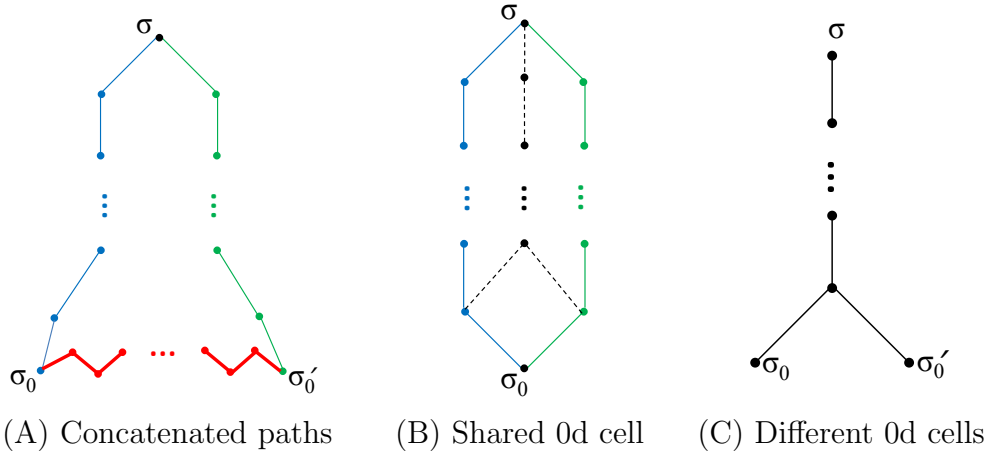 σ σ σ
σ₀ σ₀′ σ₀ σ₀ σ₀′
(A) Concatenated paths (B) Shared 0d cell (C) Different 0d cells